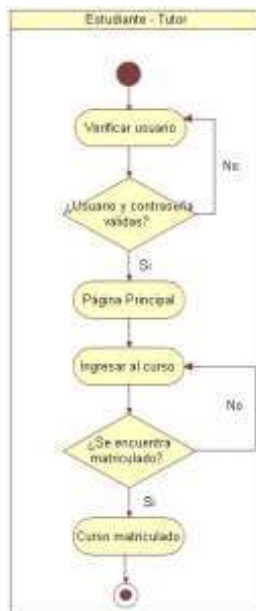 Estudiante - Tutor
Verificar usuario
No
¿Usuario y contraseña
validas?
Si
Página Principal
Ingresar al curso
No
¿Se encuentra
matriculado?
Si
Curso matriculado